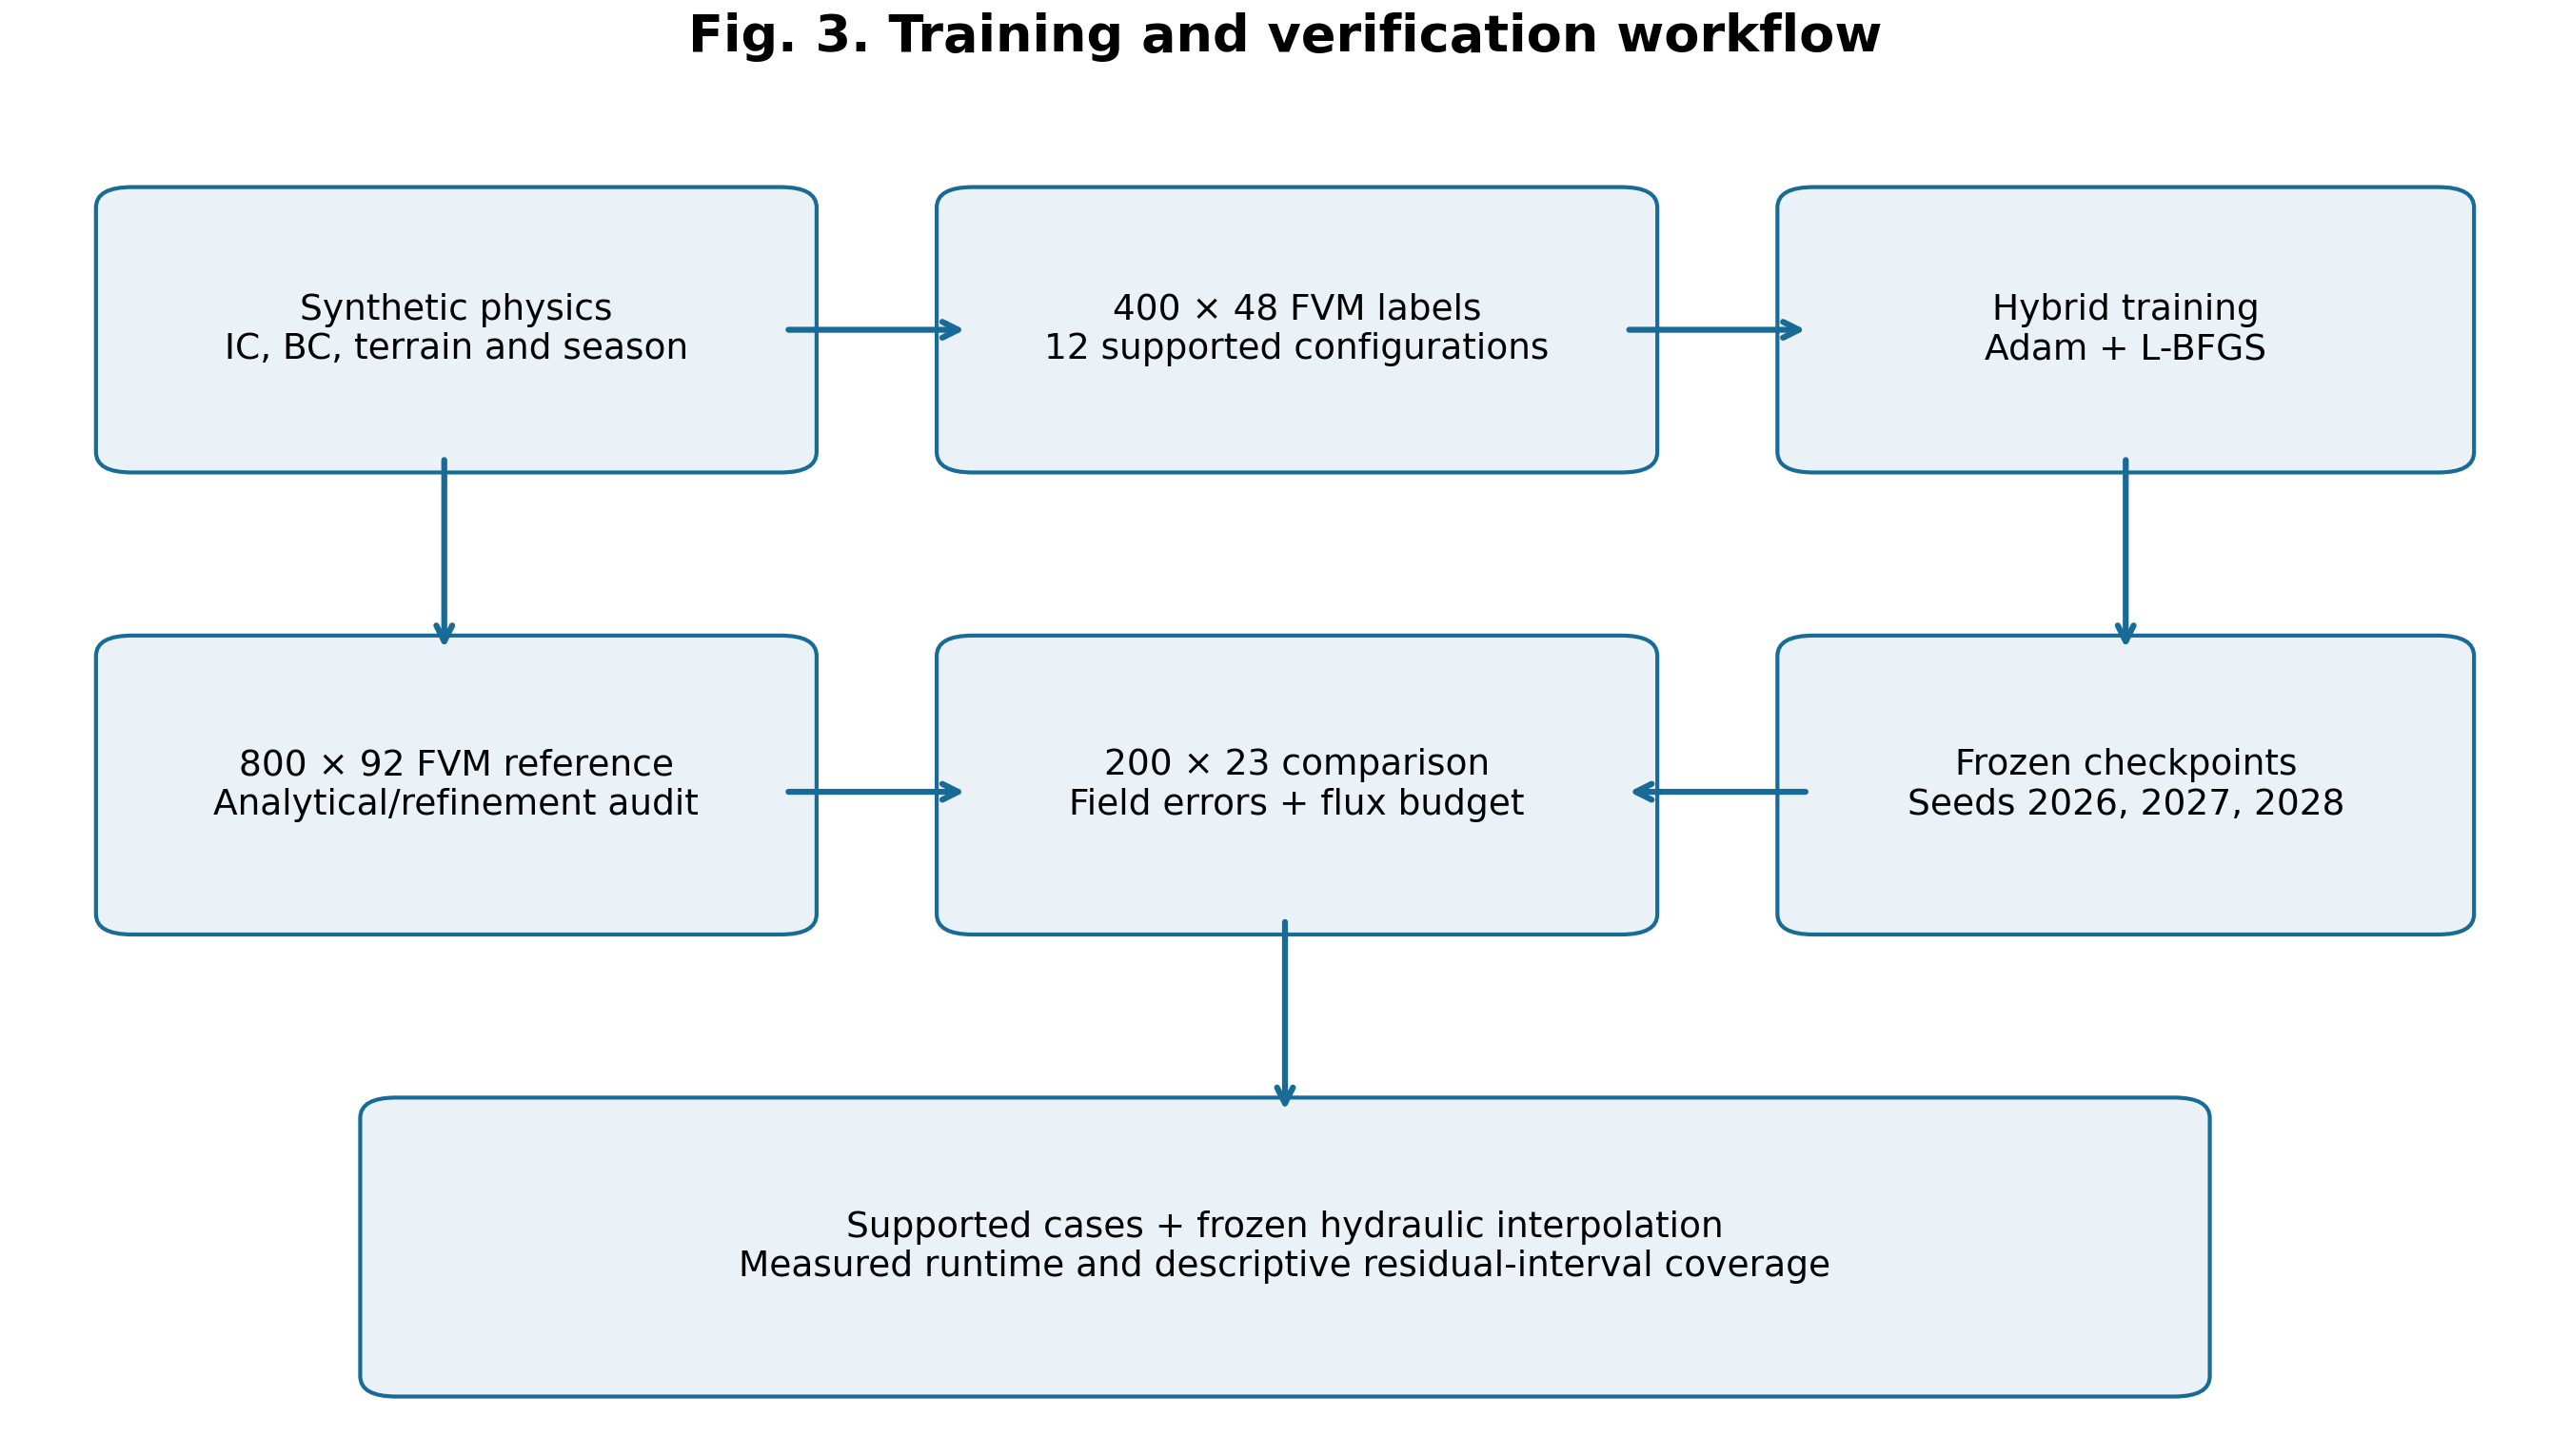 Fig. 3. Training and verification workflow
Synthetic physics
IC, BC, terrain and season
400 × 48 FVM labels
12 supported configurations
Hybrid training
Adam + L-BFGS
800 × 92 FVM reference
Analytical/refinement audit
200 × 23 comparison
Field errors + flux budget
Frozen checkpoints
Seeds 2026, 2027, 2028
Supported cases + frozen hydraulic interpolation
Measured runtime and descriptive residual-interval coverage